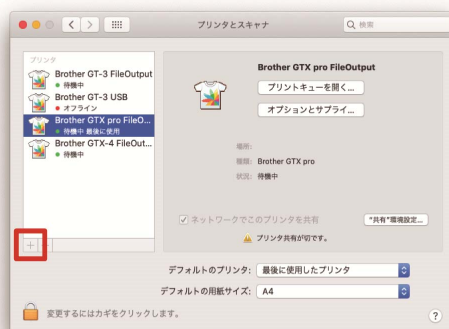 プリンタとスキャナ
検索
プリンタ
Brother GT-3 FileOutput
待機中
Brother GT-3 USB
オフライン
Brother GTX pro FileO...
待機中 最後に使用
Brother GTX-4 FileOut...
待機中
+
Brother GTX pro FileOutput
プリントキューを開く...
オプションとサプライ...
場所:
種類: Brother GTX pro
状況: 待機中
ネットワークでこのプリンタを共有
"共有"環境設定...
プリンタ共有が切です。
デフォルトのプリンタ: 最後に使用したプリンタ
デフォルトの用紙サイズ: A4
変更するにはカギをクリックします。
?